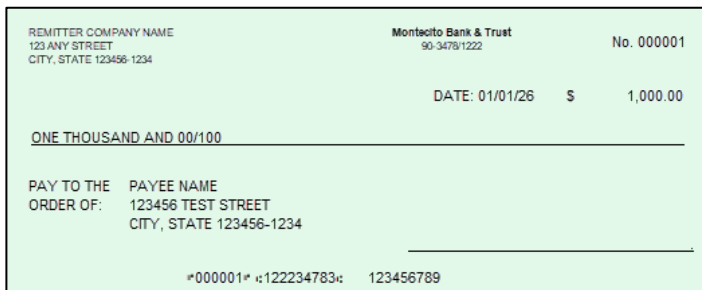 REMITTER COMPANY NAME
123 ANY STREET
CITY, STATE 123456-1234
Montecito Bank & Trust
90-3478/1222
No. 000001
DATE: 01/01/26 $ 1,000.00
ONE THOUSAND AND 00/100
PAY TO THE PAYEE NAME
ORDER OF: 123456 TEST STREET
CITY, STATE 123456-1234
⑈000001⑈ ⑆122234783⑆ 123456789